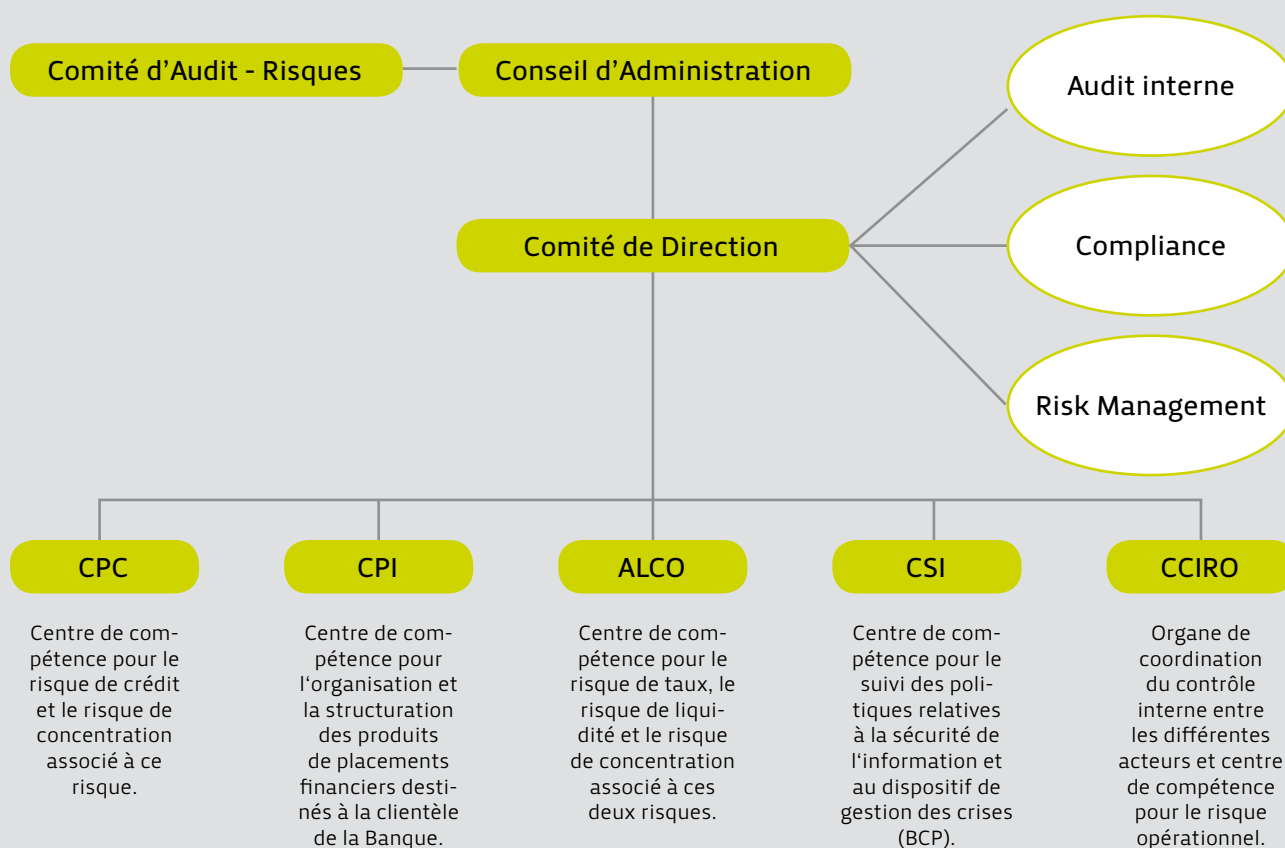 Comité d’Audit - Risques
Conseil d’Administration
Audit interne
Comité de Direction
Compliance
Risk Management
CPC
Centre de com-
pétence pour le
risque de crédit
et le risque de
concentration
associé à ce
risque.
CPI
Centre de com-
pétence pour
l‘organisation et
la structuration
des produits
de placements
financiers desti-
nés à la clientèle
de la Banque.
ALCO
Centre de com-
pétence pour le
risque de taux, le
risque de liqui-
dité et le risque
de concentration
associé à ces
deux risques.
CSI
Centre de com-
pétence pour le
suivi des poli-
tiques relatives
à la sécurité de
l‘information et
au dispositif de
gestion des crises
(BCP).
CCIRO
Organe de
coordination
du contrôle
interne entre
les différentes
acteurs et centre
de compétence
pour le risque
opérationnel.